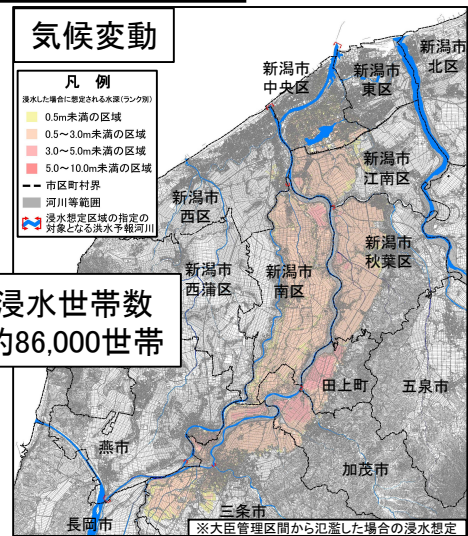 気候変動
凡 例
浸水した場合に想定される水深(ランク別)
0.5m未満の区域
0.5～3.0m未満の区域
3.0～5.0m未満の区域
5.0～10.0m未満の区域
市区町村界
河川等範囲
浸水想定区域の指定の
対象となる洪水予報河川
新潟市
中央区
新潟市
東区
新潟市
北区
新潟市
江南区
新潟市
西区
新潟市
秋葉区
新潟市
西蒲区
新潟市
南区
浸水世帯数
約86,000世帯
田上町
五泉市
燕市
加茂市
三条市
長岡市
※大臣管理区間から氾濫した場合の浸水想定